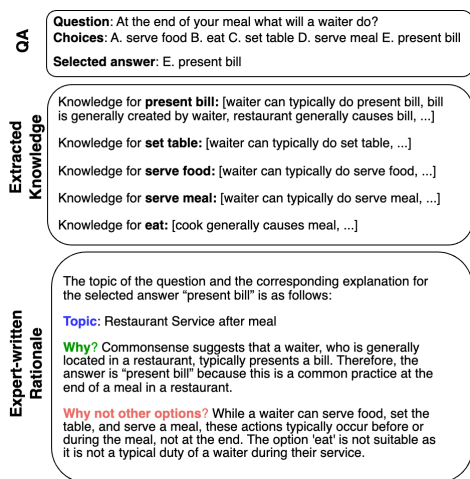 QA
Question: At the end of your meal what will a waiter do?
Choices: A. serve food B. eat C. set table D. serve meal E. present bill
Selected answer: E. present bill
Extracted
Knowledge
Knowledge for present bill: [waiter can typically do present bill, bill
is generally created by waiter, restaurant generally causes bill, ...]
Knowledge for set table: [waiter can typically do set table, ...]
Knowledge for serve food: [waiter can typically do serve food, ...]
Knowledge for serve meal: [waiter can typically do serve meal, ...]
Knowledge for eat: [cook generally causes meal, ...]
Expert-written
Rationale
The topic of the question and the corresponding explanation for
the selected answer “present bill” is as follows:
Topic: Restaurant Service after meal
Why? Commonsense suggests that a waiter, who is generally
located in a restaurant, typically presents a bill. Therefore, the
answer is “present bill” because this is a common practice at the
end of a meal in a restaurant.
Why not other options? While a waiter can serve food, set the
table, and serve a meal, these actions typically occur before or
during the meal, not at the end. The option 'eat' is not suitable as
it is not a typical duty of a waiter during their service.